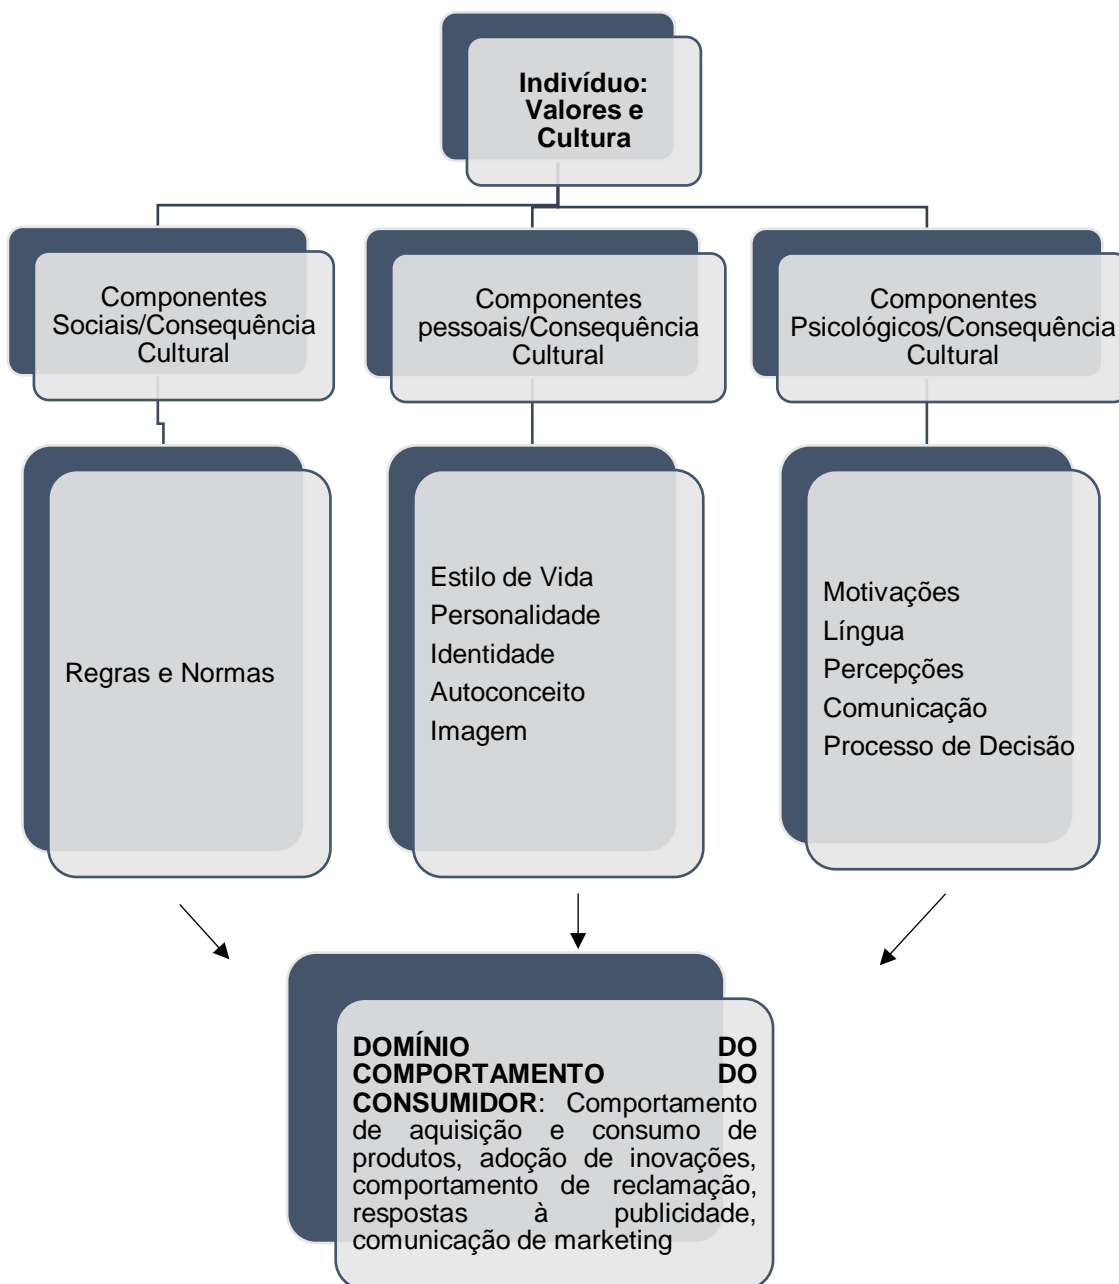 Indivíduo:
Valores e
Cultura
Componentes
Sociais/Consequência
Cultural
Componentes
pessoais/Consequência
Cultural
Componentes
Psicológicos/Consequência
Cultural
Regras e Normas
Estilo de Vida
Personalidade
Identidade
Autoconceito
Imagem
Motivações
Língua
Percepções
Comunicação
Processo de Decisão
DOMÍNIO DO
COMPORTAMENTO DO
CONSUMIDOR: Comportamento
de aquisição e consumo de
produtos, adoção de inovações,
comportamento de reclamação,
respostas à publicidade,
comunicação de marketing